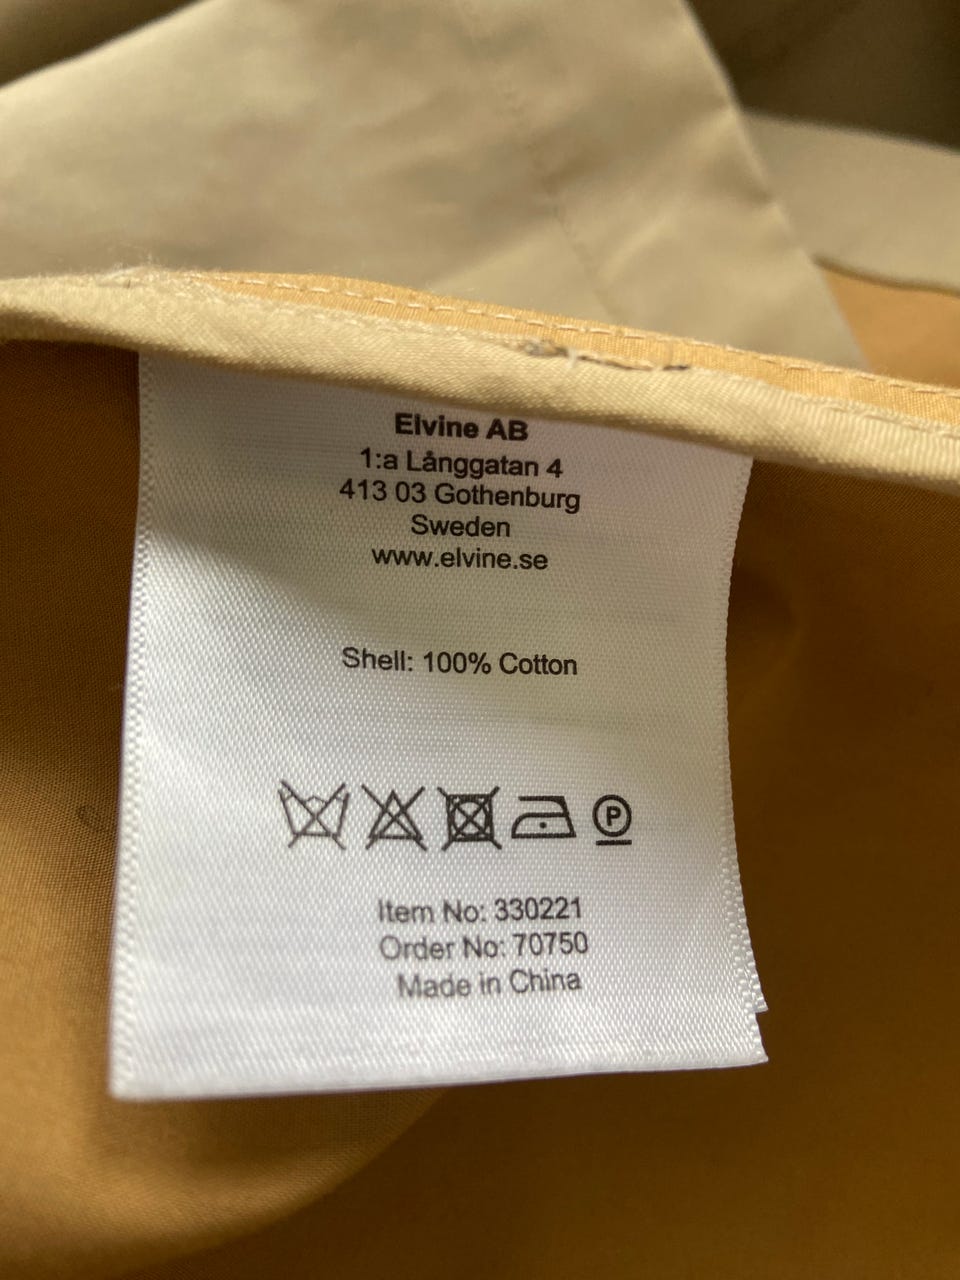 Elvine AB
1:a Långgatan 4
413 03 Gothenburg
Sweden
www.elvine.se
Shell: 100% Cotton
P
Item No: 330221
Order No: 70750
Made in China